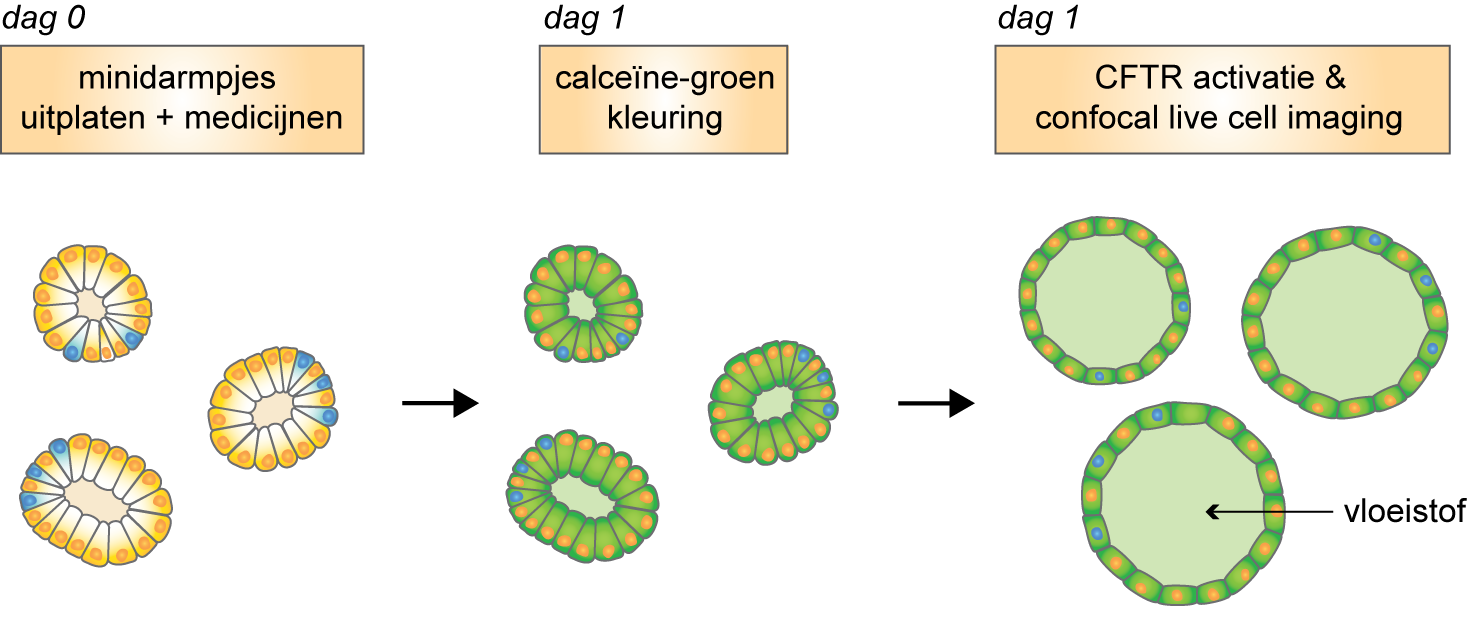 dag 0
minidarmpjes
uitplaten + medicijnen
dag 1
calceïne-groen
kleuring
dag 1
CFTR activatie &
confocal live cell imaging
vloeistof